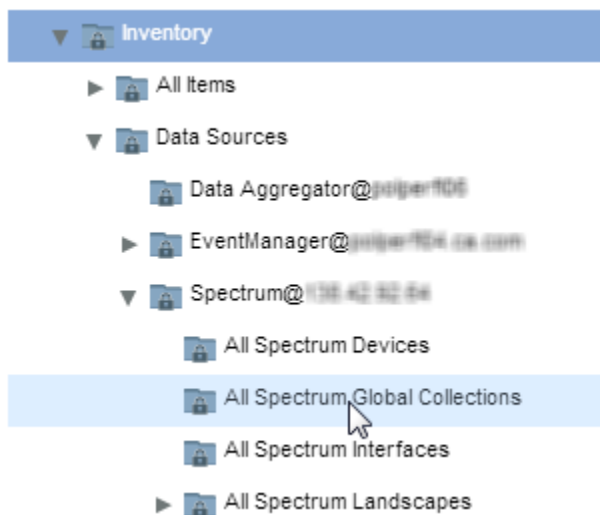 Inventory
All Items
Data Sources
Data Aggregator@
EventManager@
Spectrum@
All Spectrum Devices
All Spectrum Global Collections
All Spectrum Interfaces
All Spectrum Landscapes